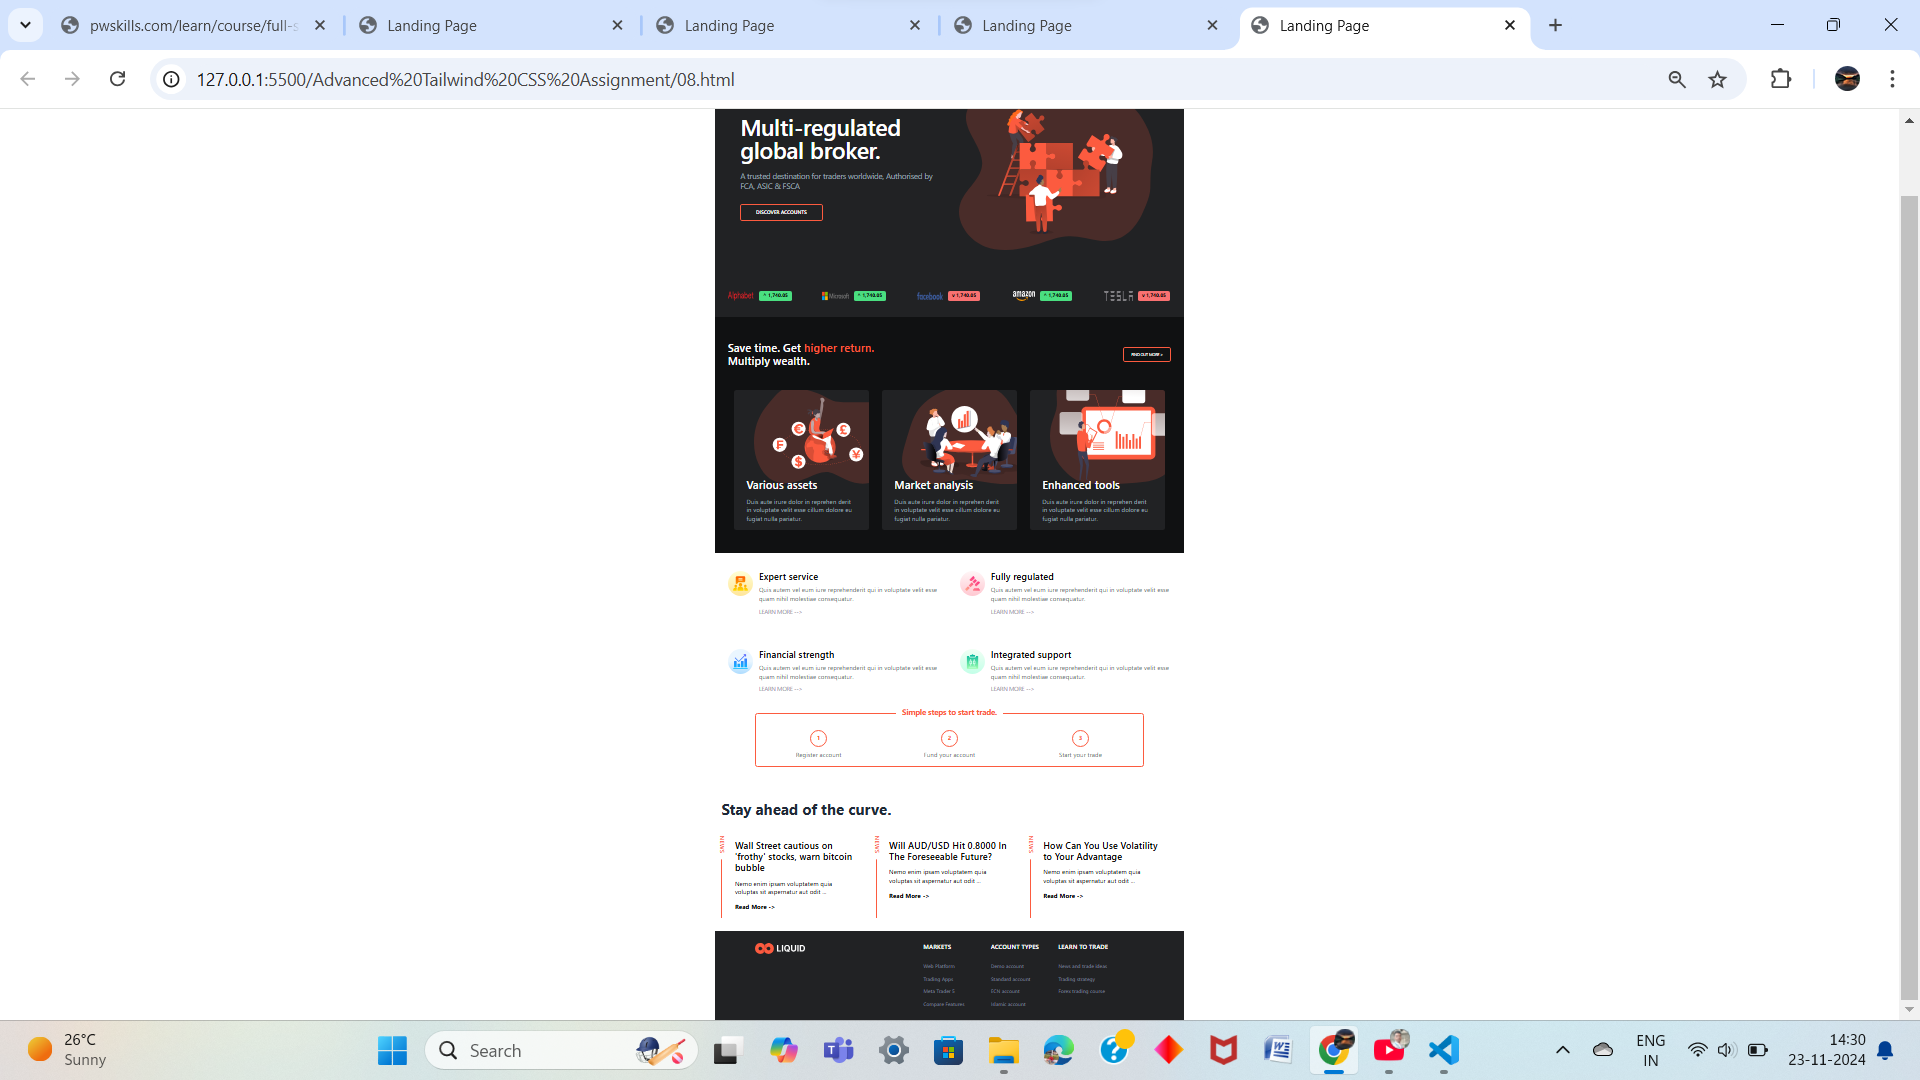 pwskills.com/learn/course/full-s
Landing Page
Landing Page
Landing Page
Landing Page
127.0.0.1:5500/Advanced%20Tailwind%20CSS%20Assignment/08.html
Multi-regulated
global broker.
A trusted destination for traders worldwide, Authorised by
FCA, ASIC & FSCA
DISCOVER ACCOUNTS
Alphabet ^ 1,740.05 Microsoft ^ 1,740.05 facebook v 1,740.05 amazon ^ 1,740.05 TESLA v 1,740.05
Save time. Get higher return.
Multiply wealth.
FIND OUT MORE >
Various assets
Duis aute irure dolor in reprehen derit
in voluptate velit esse cillum dolore eu
fugiat nulla pariatur.
Market analysis
Duis aute irure dolor in reprehen derit
in voluptate velit esse cillum dolore eu
fugiat nulla pariatur.
Enhanced tools
Duis aute irure dolor in reprehen derit
in voluptate velit esse cillum dolore eu
fugiat nulla pariatur.
Expert service
Quis autem vel eum iure reprehenderit qui in voluptate velit esse
quam nihil molestiae consequatur.
LEARN MORE -->
Fully regulated
Quis autem vel eum iure reprehenderit qui in voluptate velit esse
quam nihil molestiae consequatur.
LEARN MORE -->
Financial strength
Quis autem vel eum iure reprehenderit qui in voluptate velit esse
quam nihil molestiae consequatur.
LEARN MORE -->
Integrated support
Quis autem vel eum iure reprehenderit qui in voluptate velit esse
quam nihil molestiae consequatur.
LEARN MORE -->
Simple steps to start trade.
1 2 3
Register account Fund your account Start your trade
Stay ahead of the curve.
NEWS
Wall Street cautious on
'frothy' stocks, warn bitcoin
bubble
Nemo enim ipsam voluptatem quia
voluptas sit aspernatur aut odit ...
Read More ->
NEWS
Will AUD/USD Hit 0.8000 In
The Foreseeable Future?
Nemo enim ipsam voluptatem quia
voluptas sit aspernatur aut odit ...
Read More ->
NEWS
How Can You Use Volatility
to Your Advantage
Nemo enim ipsam voluptatem quia
voluptas sit aspernatur aut odit ...
Read More ->
LIQUID
MARKETS
Web Platform
Trading Apps
Meta Trader 5
Compare Features
ACCOUNT TYPES
Demo account
Standard account
ECN account
Islamic account
LEARN TO TRADE
News and trade ideas
Trading strategy
Forex trading course
26°C
Sunny
Search
ENG
IN
14:30
23-11-2024